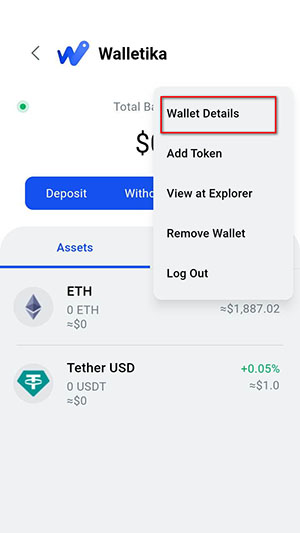 Walletika
Total Ba
$
Deposit
Witho
Wallet Details
Add Token
View at Explorer
Remove Wallet
Log Out
Assets
ETH
0 ETH
≈$0
≈$1,887.02
Tether USD
0 USDT
≈$0
+0.05%
≈$1.0